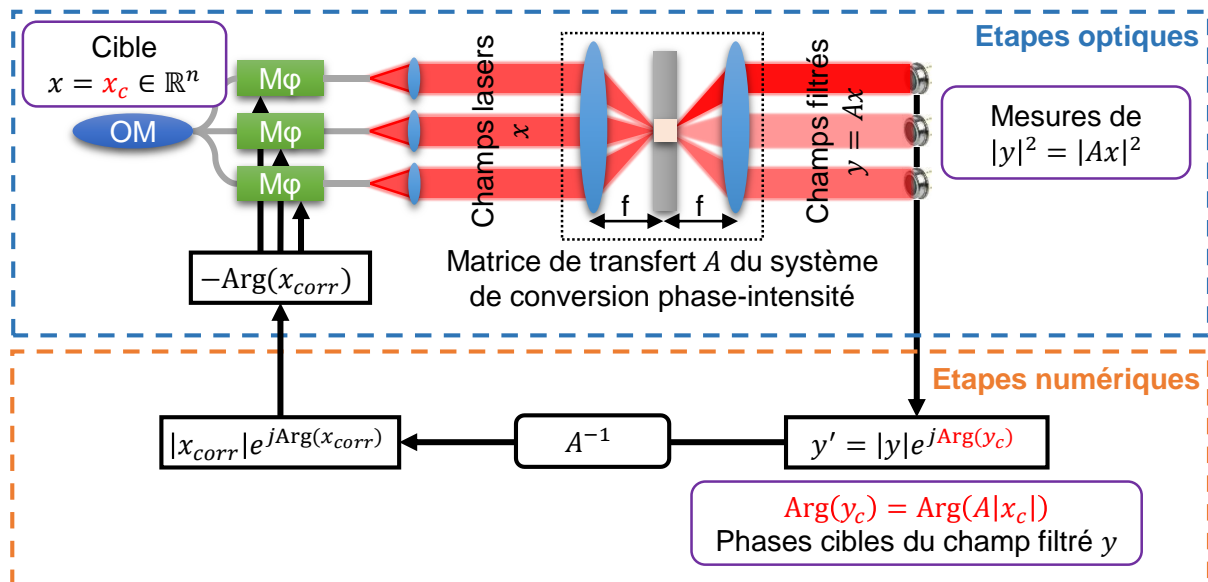 Etapes optiques
Cible
x = x_c ∈ ℝ^n
OM
Mφ
Mφ
Mφ
Champs lasers
x
f
f
Champs filtrés
y = Ax
Mesures de
|y|^2 = |Ax|^2
Matrice de transfert A du système
de conversion phase-intensité
−Arg(x_corr)
Etapes numériques
|x_corr|e^{jArg(x_corr)}
A^{-1}
y′ = |y|e^{jArg(y_c)}
Arg(y_c) = Arg(A|x_c|)
Phases cibles du champ filtré y